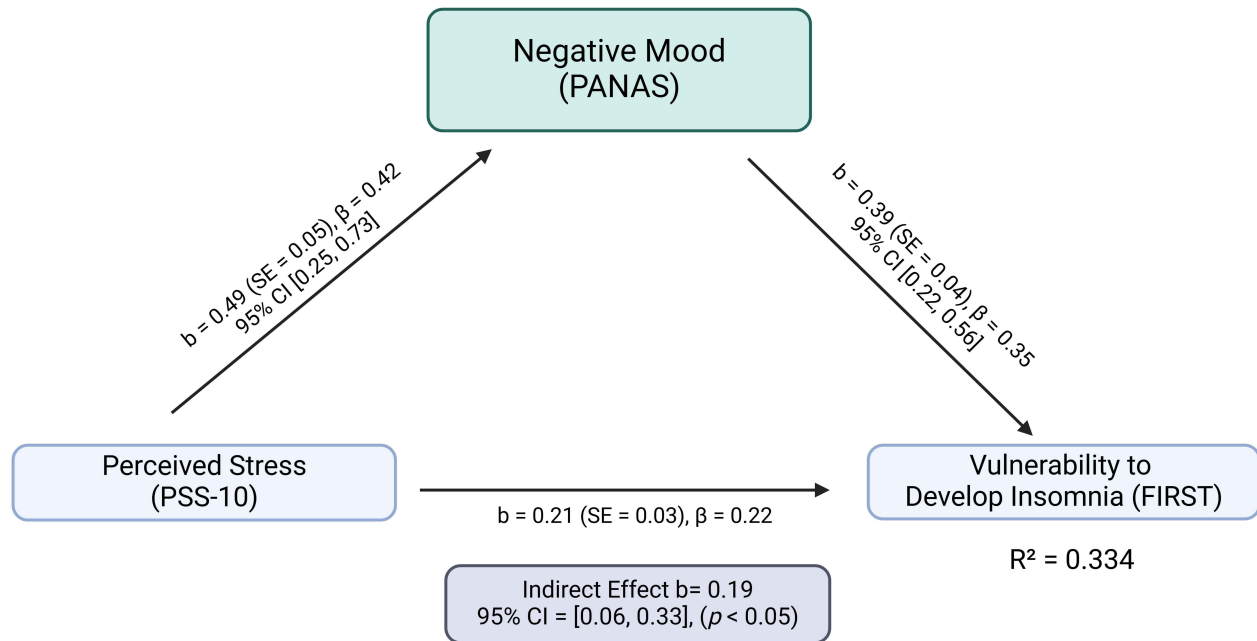 Negative Mood
(PANAS)
b = 0.49 (SE = 0.05), β = 0.42
95% CI [0.25, 0.73]
b = 0.39 (SE = 0.04), β = 0.35
95% CI [0.22, 0.56]
Perceived Stress
(PSS-10)
Vulnerability to
Develop Insomnia (FIRST)
b = 0.21 (SE = 0.03), β = 0.22
R² = 0.334
Indirect Effect b= 0.19
95% CI = [0.06, 0.33], (p < 0.05)